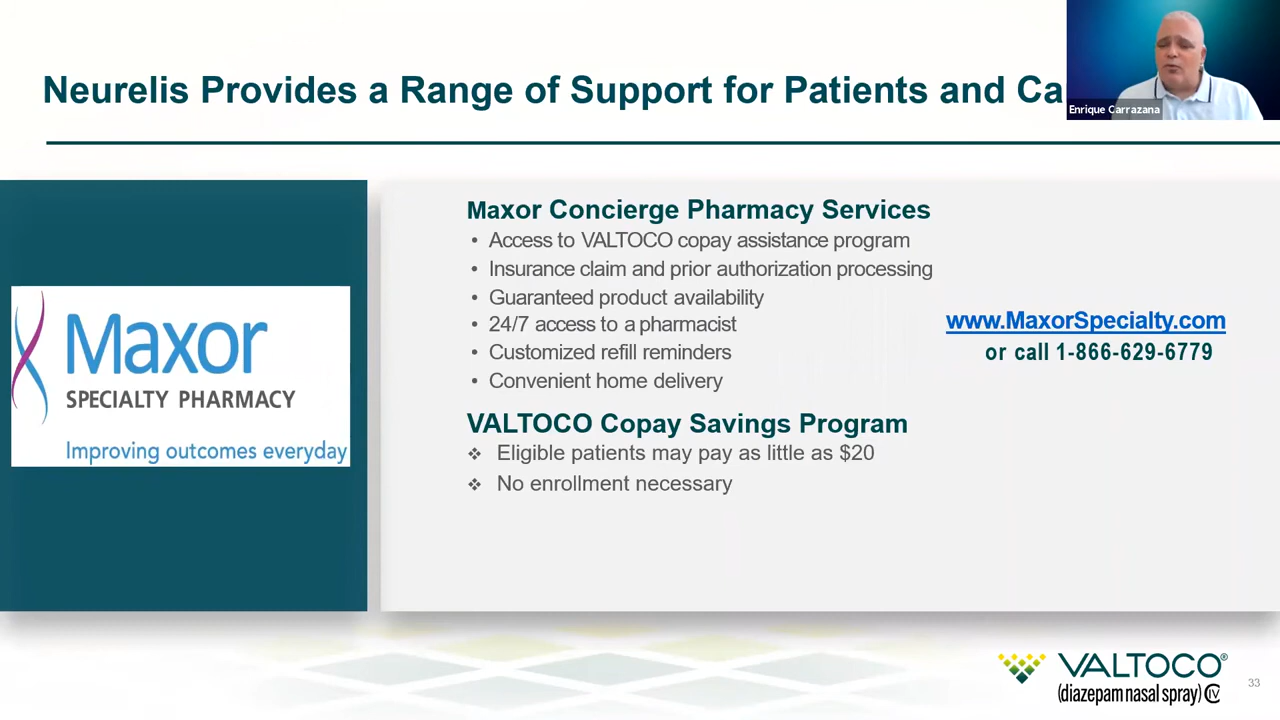 Neurelis Provides a Range of Support for Patients and Ca
Enrique Carrazana
Maxor
SPECIALTY PHARMACY
Improving outcomes everyday
Maxor Concierge Pharmacy Services
• Access to VALTOCO copay assistance program
• Insurance claim and prior authorization processing
• Guaranteed product availability
• 24/7 access to a pharmacist
• Customized refill reminders
• Convenient home delivery
www.MaxorSpecialty.com
or call 1-866-629-6779
VALTOCO Copay Savings Program
❖ Eligible patients may pay as little as $20
❖ No enrollment necessary
VALTOCO®
(diazepam nasal spray) CIV
33